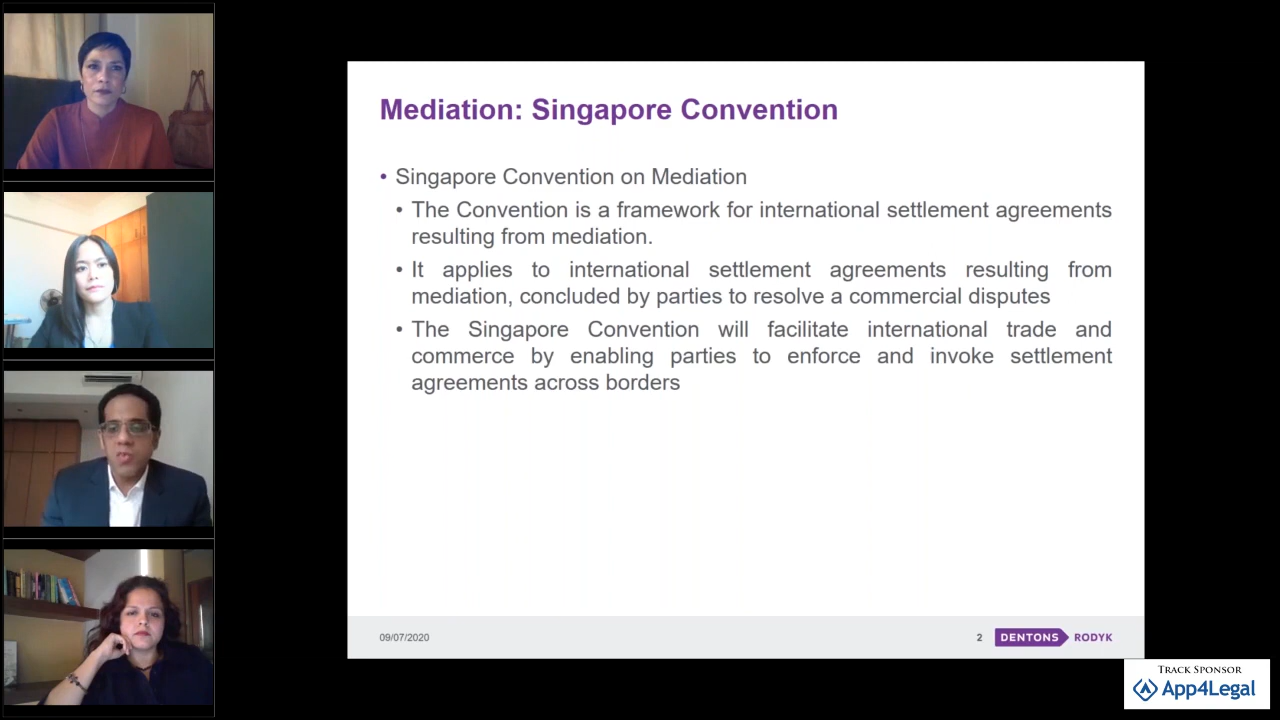 Mediation: Singapore Convention
• Singapore Convention on Mediation
• The Convention is a framework for international settlement agreements
resulting from mediation.
• It applies to international settlement agreements resulting from
mediation, concluded by parties to resolve a commercial disputes
• The Singapore Convention will facilitate international trade and
commerce by enabling parties to enforce and invoke settlement
agreements across borders
09/07/2020
2
DENTONS RODYK
TRACK SPONSOR
App4Legal